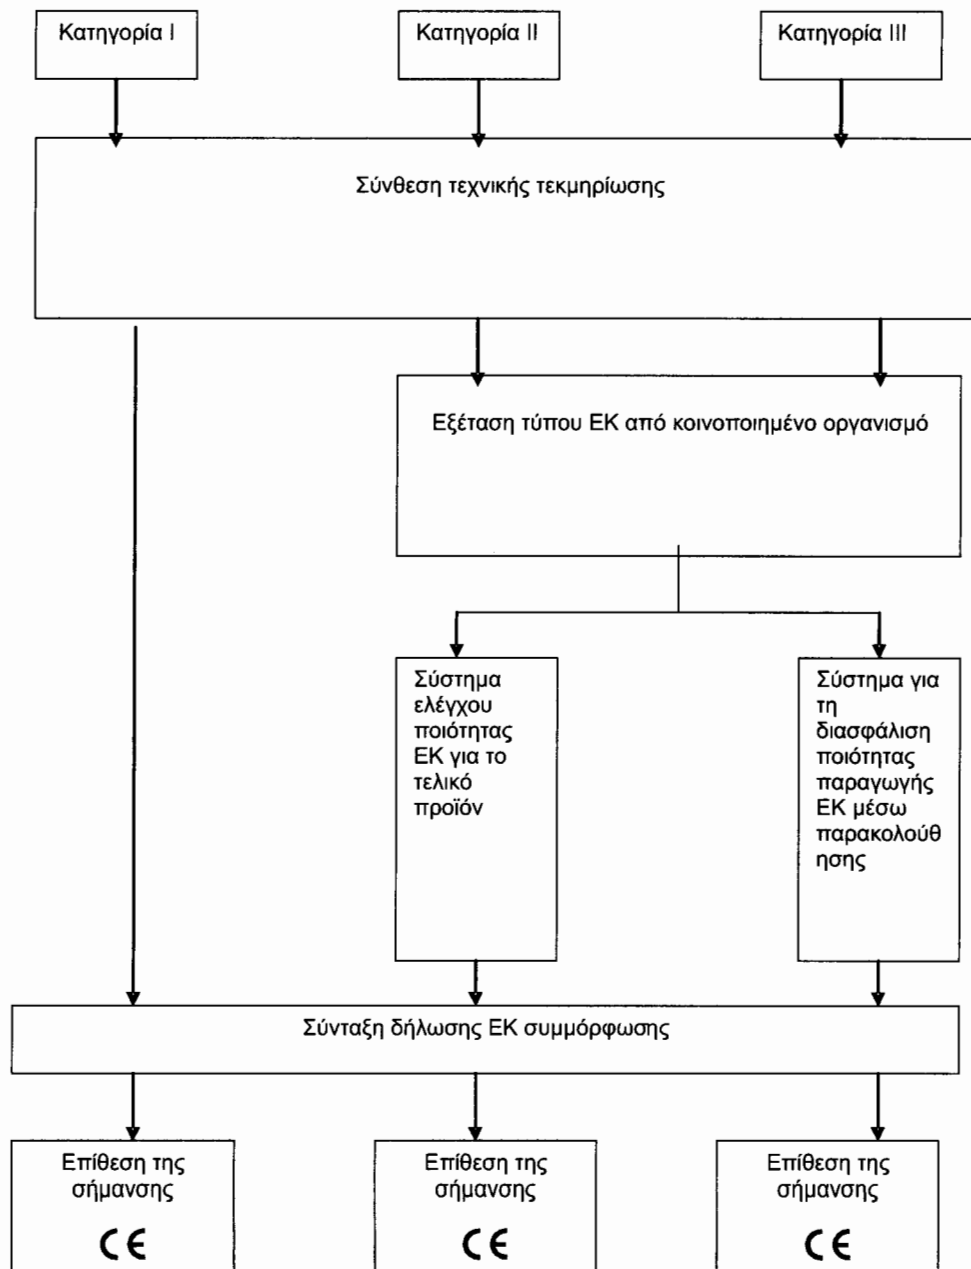 Κατηγορία I
Κατηγορία II
Κατηγορία III
Σύνθεση τεχνικής τεκμηρίωσης
Εξέταση τύπου ΕΚ από κοινοποιημένο οργανισμό
Σύστημα
ελέγχου
ποιότητας
ΕΚ για το
τελικό
προϊόν
Σύστημα για
τη
διασφάλιση
ποιότητας
παραγωγής
ΕΚ μέσω
παρακολούθ
ησης
Σύνταξη δήλωσης ΕΚ συμμόρφωσης
Επίθεση της
σήμανσης
CE
Επίθεση της
σήμανσης
CE
Επίθεση της
σήμανσης
CE